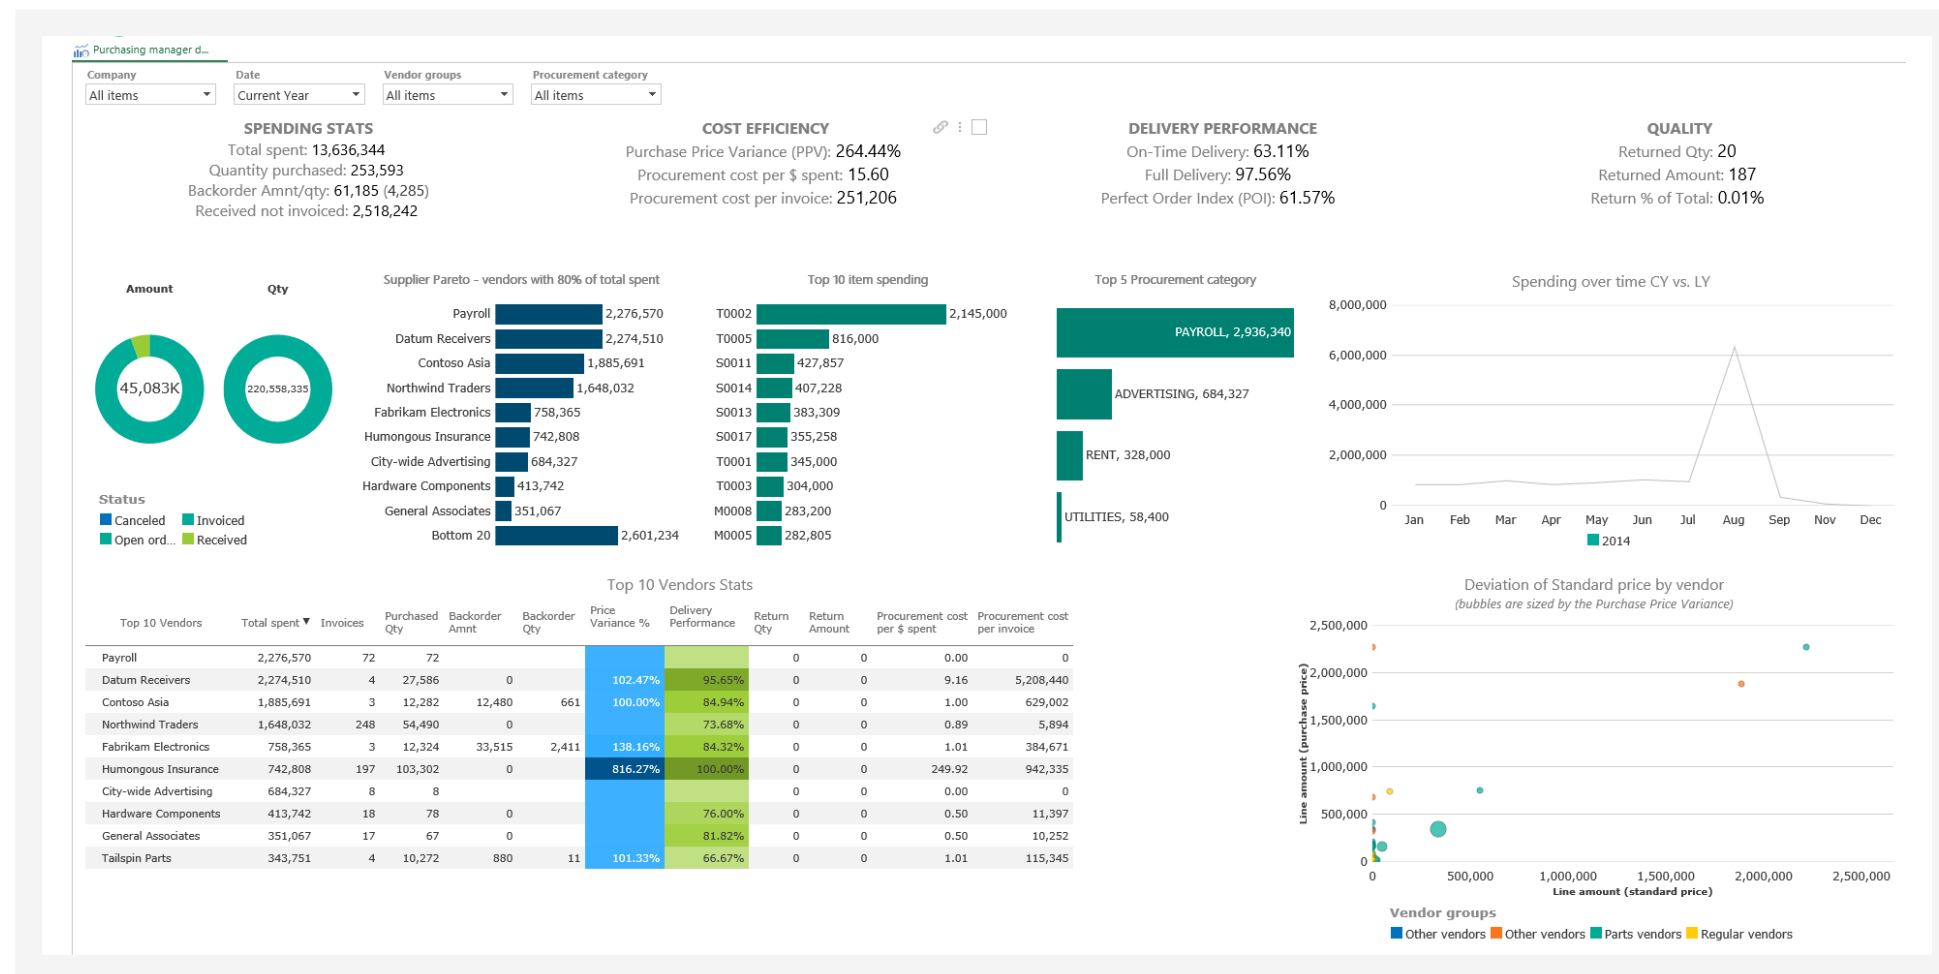 Purchasing manager d...
Company Date Vendor groups Procurement category
All items Current Year All items All items
SPENDING STATS
Total spent: 13,636,344
Quantity purchased: 253,593
Backorder Amnt/qty: 61,185 (4,285)
Received not invoiced: 2,518,242
COST EFFICIENCY
Purchase Price Variance (PPV): 264.44%
Procurement cost per $ spent: 15.60
Procurement cost per invoice: 251,206
DELIVERY PERFORMANCE
On-Time Delivery: 63.11%
Full Delivery: 97.56%
Perfect Order Index (POI): 61.57%
QUALITY
Returned Qty: 20
Returned Amount: 187
Return % of Total: 0.01%
Amount Qty
45,083K 220,558,335
Status
Canceled Invoiced
Open ord... Received
Supplier Pareto - vendors with 80% of total spent
Payroll 2,276,570
Datum Receivers 2,274,510
Contoso Asia 1,885,691
Northwind Traders 1,648,032
Fabrikam Electronics 758,365
Humongous Insurance 742,808
City-wide Advertising 684,327
Hardware Components 413,742
General Associates 351,067
Bottom 20 2,601,234
Top 10 item spending
T0002 2,145,000
T0005 816,000
S0011 427,857
S0014 407,228
S0013 383,309
S0017 355,258
T0001 345,000
T0003 304,000
M0008 283,200
M0005 282,805
Top 5 Procurement category
PAYROLL, 2,936,340
ADVERTISING, 684,327
RENT, 328,000
UTILITIES, 58,400
Spending over time CY vs. LY
8,000,000
6,000,000
4,000,000
2,000,000
0
Jan Feb Mar Apr May Jun Jul Aug Sep Nov Dec
2014
Top 10 Vendors Stats
Top 10 Vendors Total spent Invoices Purchased Qty Backorder Amnt Backorder Qty Price Variance % Delivery Performance Return Qty Return Amount Procurement cost per $ spent Procurement cost per invoice
Payroll 2,276,570 72 72 0 0 0.00 0
Datum Receivers 2,274,510 4 27,586 0 102.47% 95.65% 0 0 9.16 5,208,440
Contoso Asia 1,885,691 3 12,282 12,480 661 100.00% 84.94% 0 0 1.00 629,002
Northwind Traders 1,648,032 248 54,490 0 73.68% 0 0 0.89 5,894
Fabrikam Electronics 758,365 3 12,324 33,515 2,411 138.16% 84.32% 0 0 1.01 384,671
Humongous Insurance 742,808 197 103,302 0 816.27% 100.00% 0 0 249.92 942,335
City-wide Advertising 684,327 8 8 0 0 0.00 0
Hardware Components 413,742 18 78 0 76.00% 0 0 0.50 11,397
General Associates 351,067 17 67 0 81.82% 0 0 0.50 10,252
Tailspin Parts 343,751 4 10,272 880 11 101.33% 66.67% 0 0 1.01 115,345
Deviation of Standard price by vendor
(bubbles are sized by the Purchase Price Variance)
Line amount (purchase price)
2,500,000
2,000,000
1,500,000
1,000,000
500,000
0
0 500,000 1,000,000 1,500,000 2,000,000 2,500,000
Line amount (standard price)
Vendor groups
Other vendors Other vendors Parts vendors Regular vendors